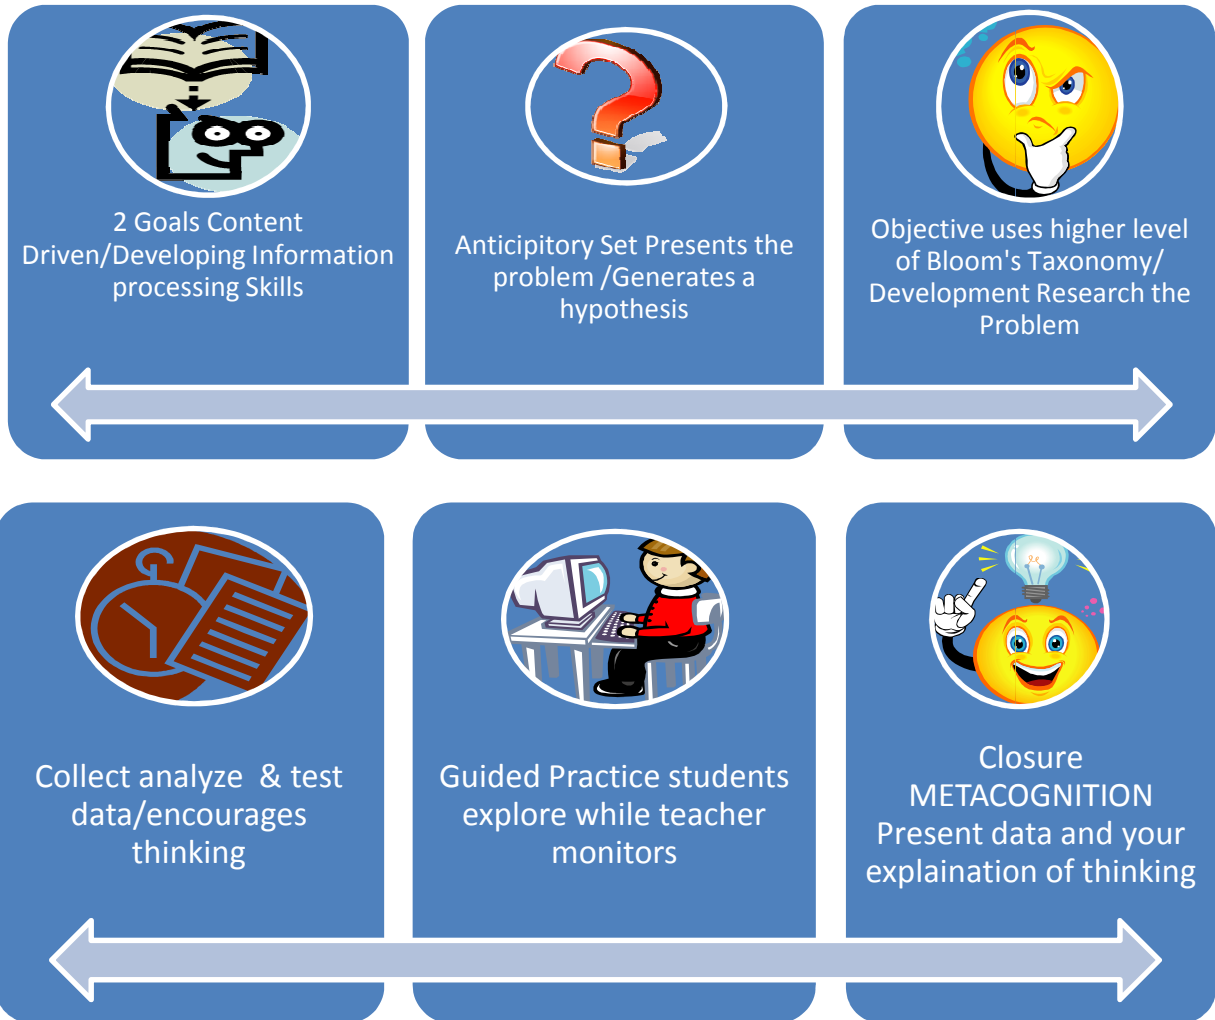 2 Goals Content
Driven/Developing Information
processing Skills
Anticipitory Set Presents the
problem /Generates a
hypothesis
Objective uses higher level
of Bloom's Taxonomy/
Development Research the
Problem
Collect analyze & test
data/encourages
thinking
Guided Practice students
explore while teacher
monitors
Closure
METACOGNITION
Present data and your
explaination of thinking